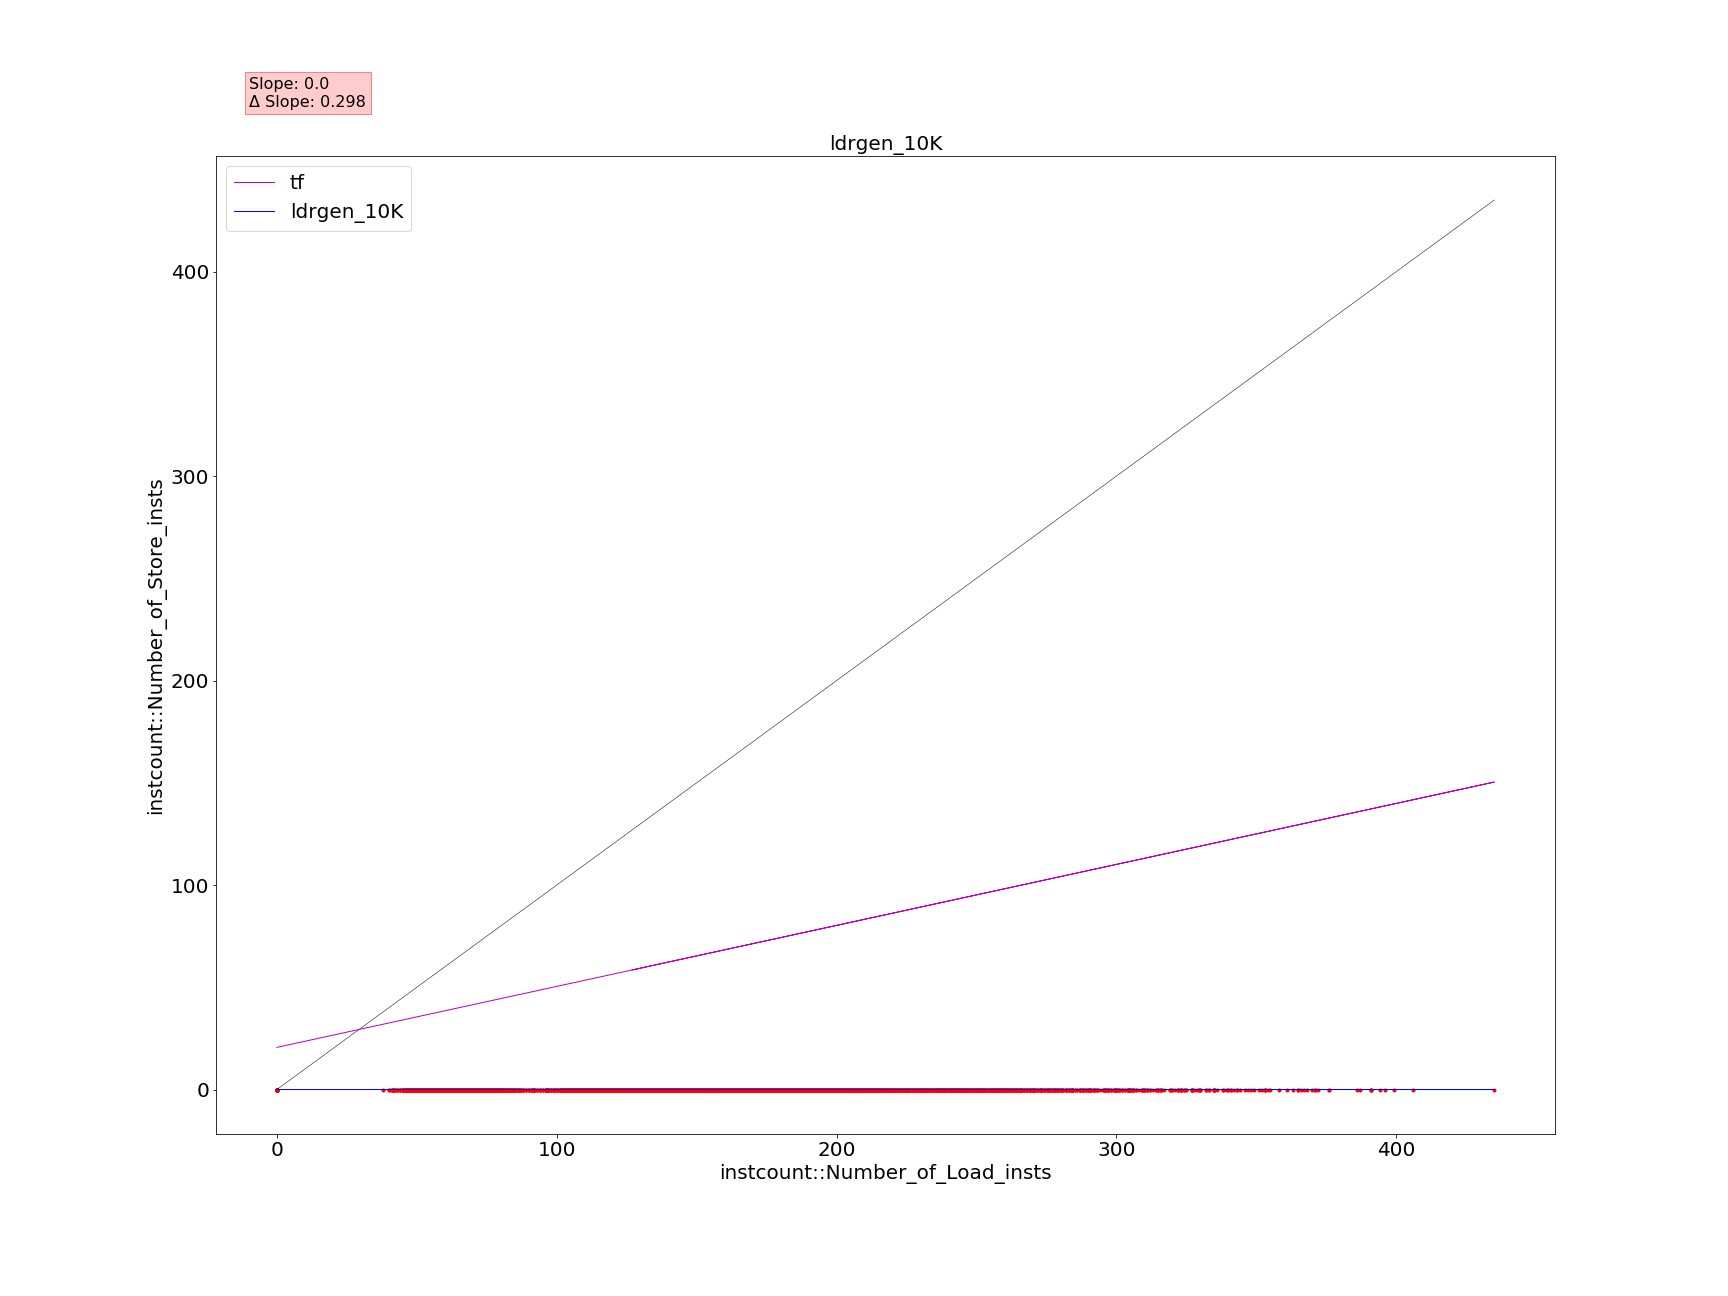 Slope: 0.0
Δ Slope: 0.298
ldrgen_10K
tf
ldrgen_10K
400
300
200
100
0
instcount::Number_of_Store_insts
0 100 200 300 400
instcount::Number_of_Load_insts